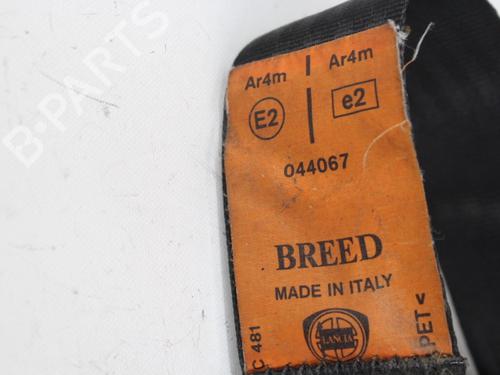 B-PARTS
Ar4m Ar4m
E2 e2
044067
BREED
MADE IN ITALY
LANCIA
C 481
PET<